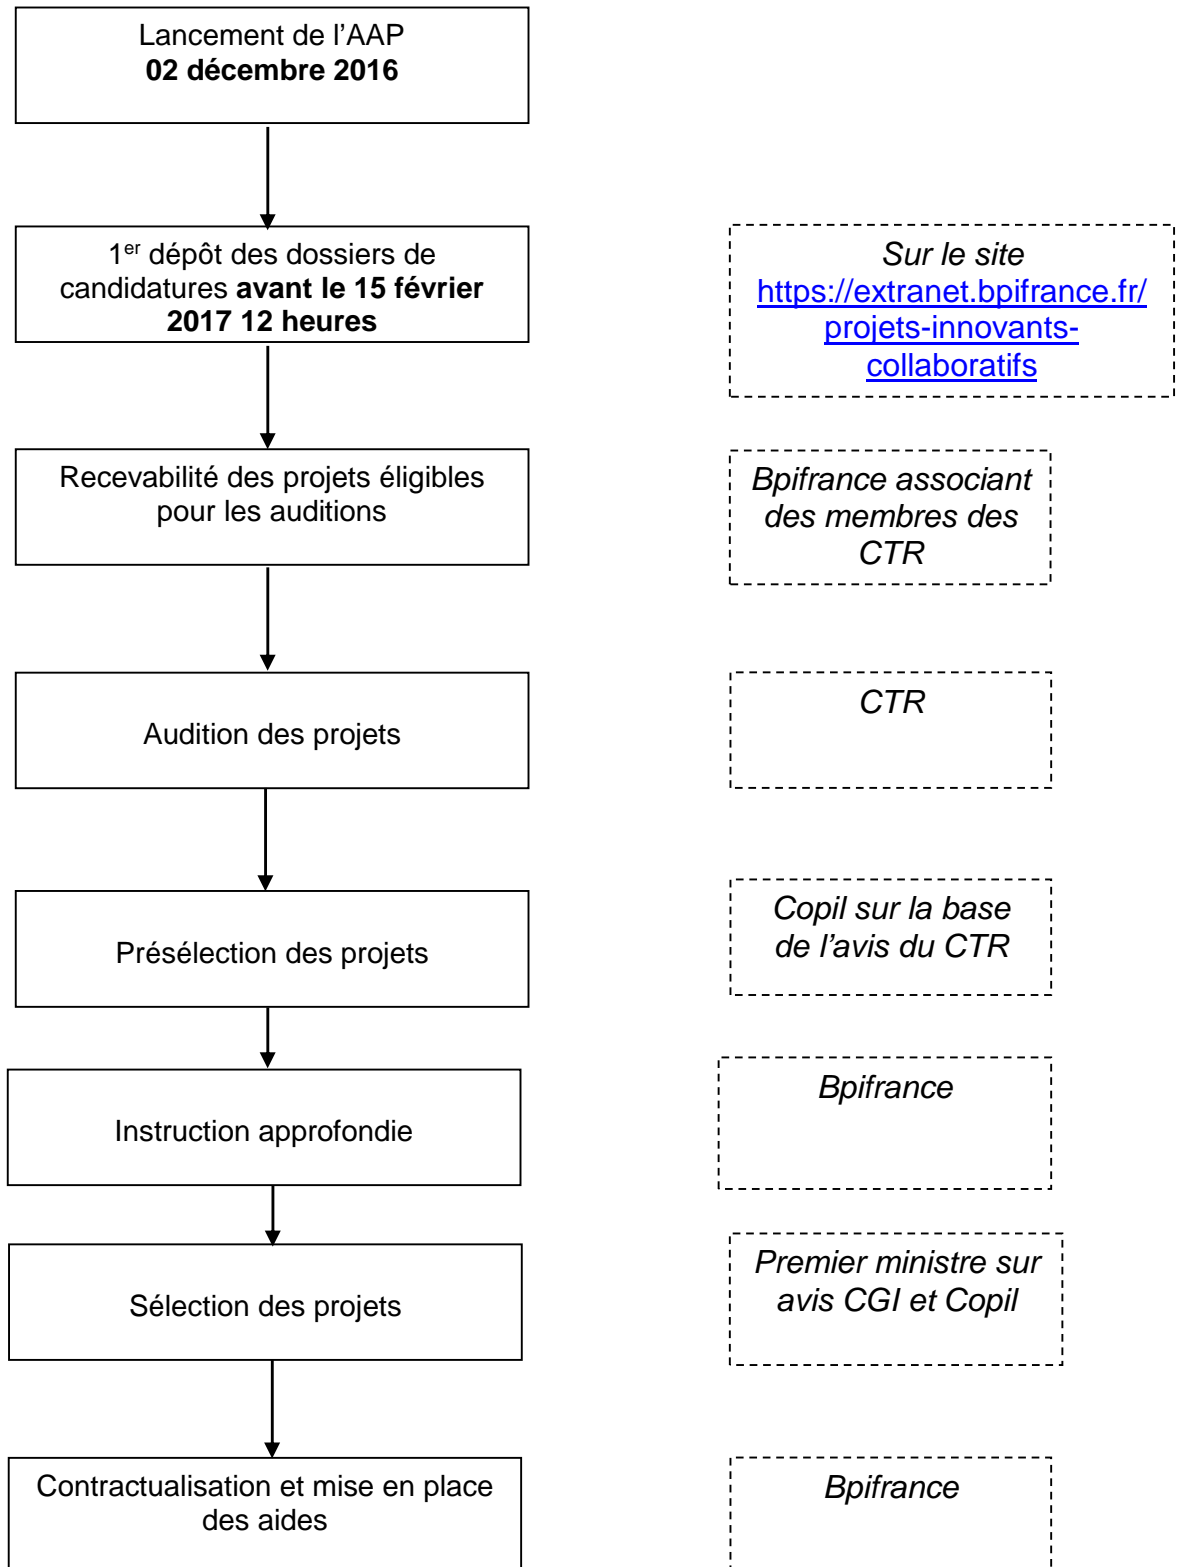 Lancement de l’AAP
02 décembre 2016
1er dépôt des dossiers de
candidatures avant le 15 février
2017 12 heures
Sur le site
https://extranet.bpifrance.fr/
projets-innovants-
collaboratifs
Recevabilité des projets éligibles
pour les auditions
Bpifrance associant
des membres des
CTR
Audition des projets
CTR
Présélection des projets
Copil sur la base
de l’avis du CTR
Instruction approfondie
Bpifrance
Sélection des projets
Premier ministre sur
avis CGI et Copil
Contractualisation et mise en place
des aides
Bpifrance